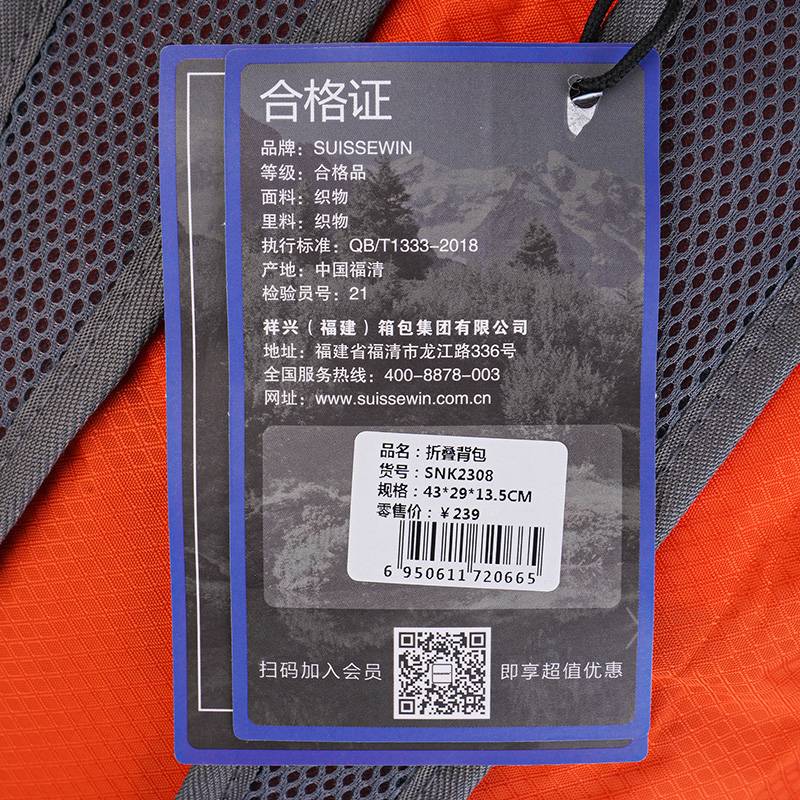 合格证
品牌：SUISSEWIN
等级：合格品
面料：织物
里料：织物
执行标准：QB/T1333-2018
产地：中国福清
检验员号：21
祥兴（福建）箱包集团有限公司
地址：福建省福清市龙江路336号
全国服务热线：400-8878-003
网址：www.suissewin.com.cn
品名：折叠背包
货号：SNK2308
规格：43*29*13.5CM
零售价：￥239
6 950611 720665
扫码加入会员 即享超值优惠